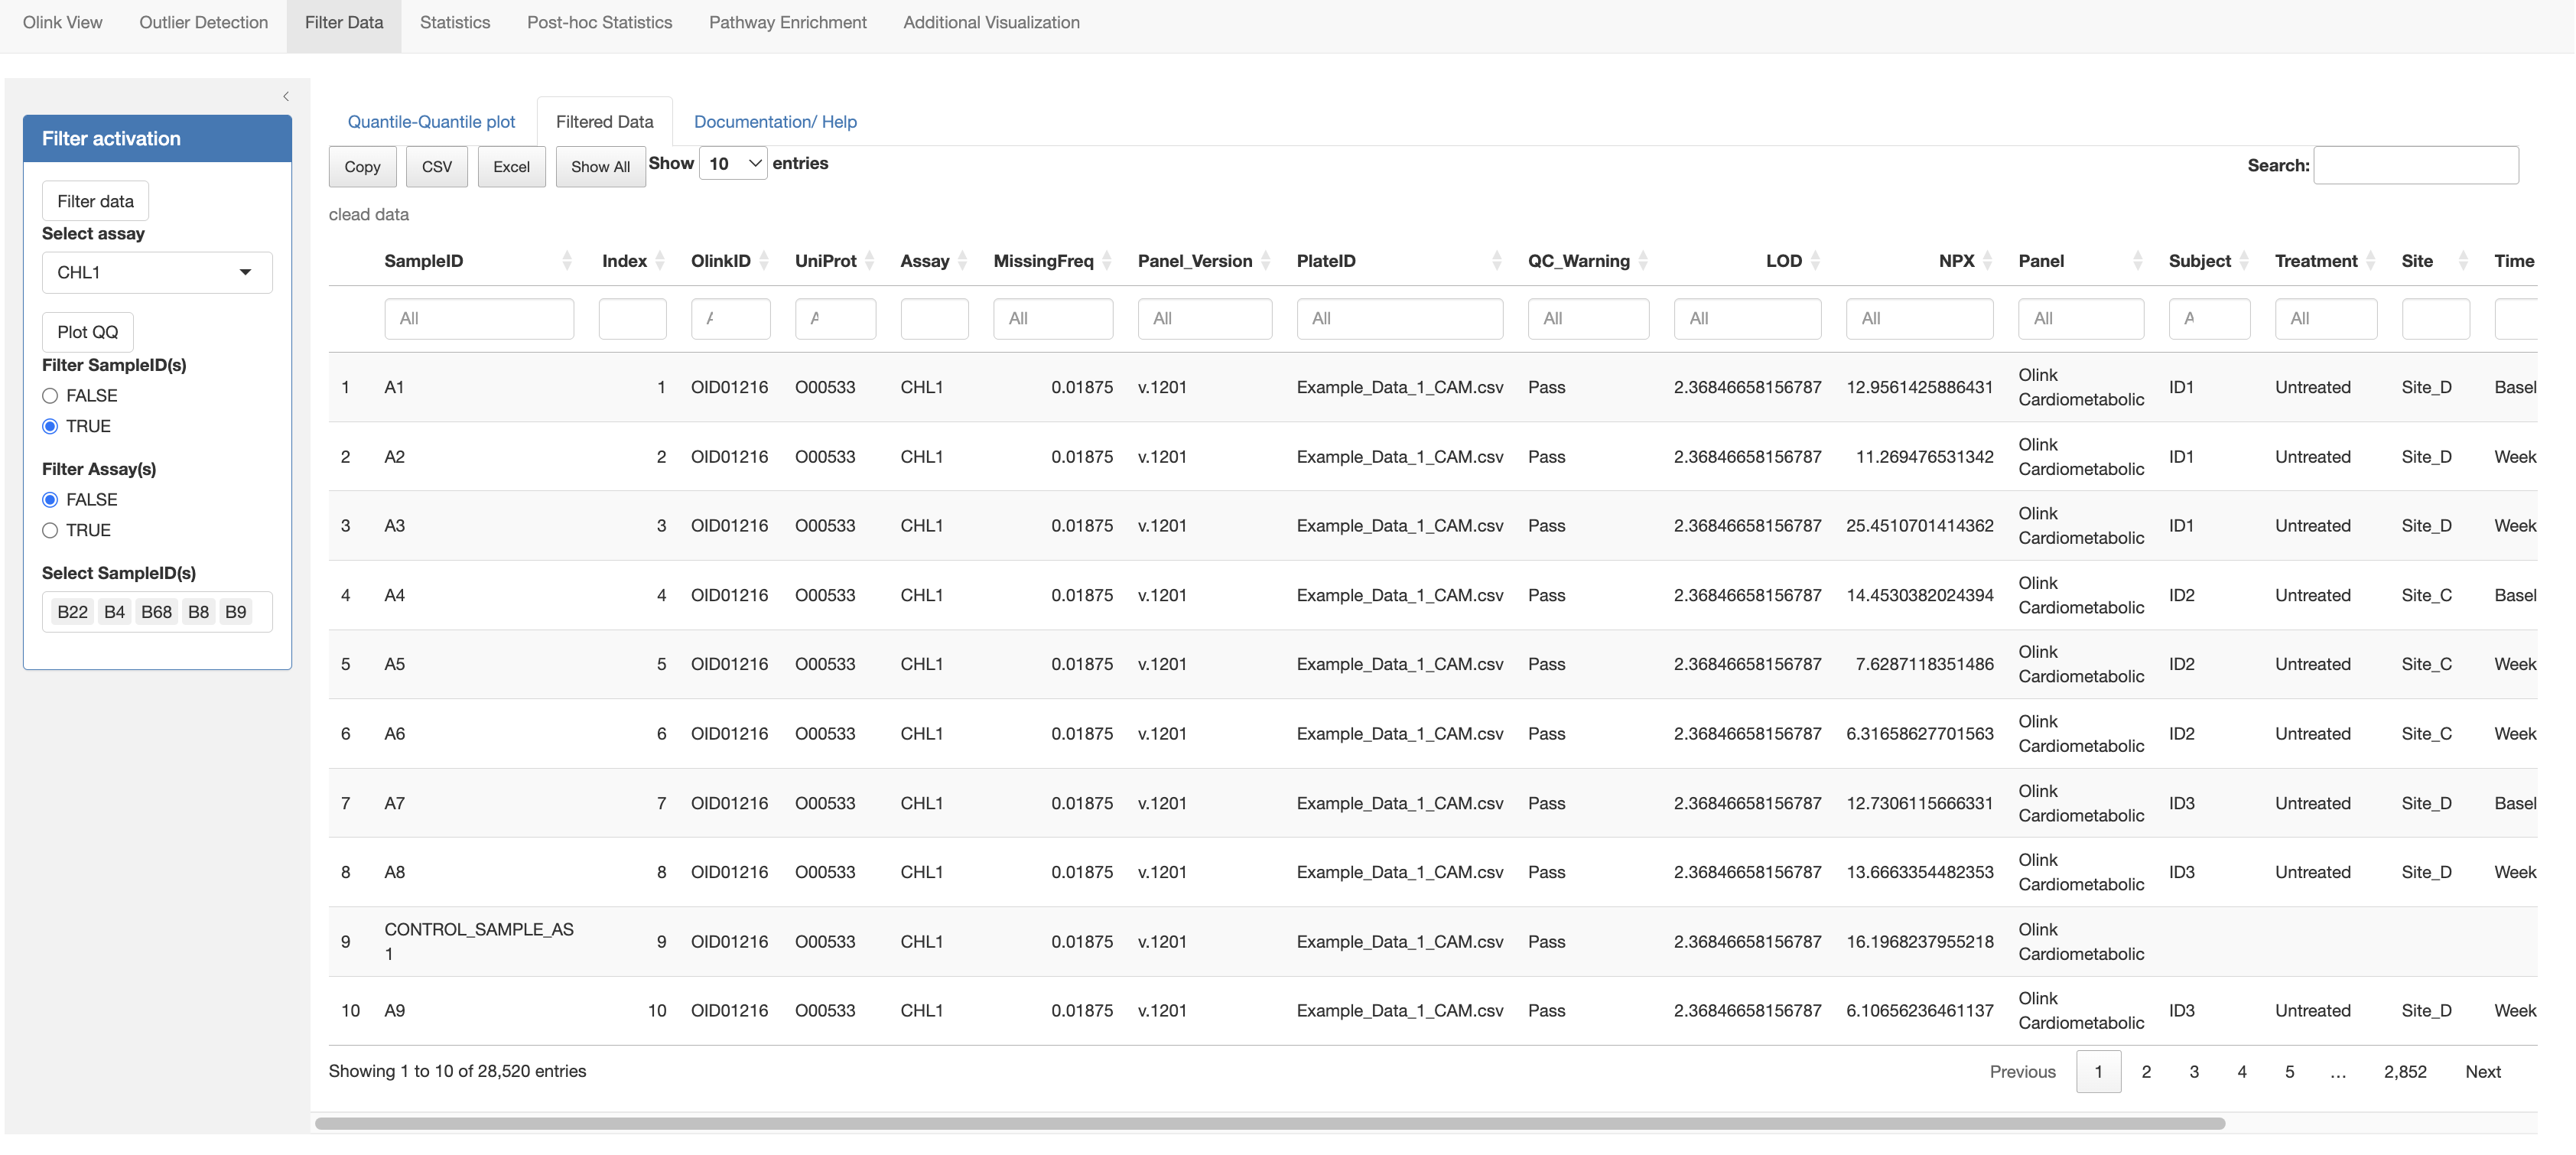 Olink View Outlier Detection Filter Data Statistics Post-hoc Statistics Pathway Enrichment Additional Visualization
Filter activation
Filter data
Select assay
CHL1
Plot QQ
Filter SampleID(s)
FALSE
TRUE
Filter Assay(s)
FALSE
TRUE
Select SampleID(s)
B22 B4 B68 B8 B9
Quantile-Quantile plot Filtered Data Documentation/ Help
Copy CSV Excel Show All Show 10 entries Search:
clead data
SampleID Index OlinkID UniProt Assay MissingFreq Panel_Version PlateID QC_Warning LOD NPX Panel Subject Treatment Site Time
All All All All All All All All All
1 A1 1 OID01216 O00533 CHL1 0.01875 v.1201 Example_Data_1_CAM.csv Pass 2.36846658156787 12.9561425886431 Olink Cardiometabolic ID1 Untreated Site_D Basel
2 A2 2 OID01216 O00533 CHL1 0.01875 v.1201 Example_Data_1_CAM.csv Pass 2.36846658156787 11.269476531342 Olink Cardiometabolic ID1 Untreated Site_D Week
3 A3 3 OID01216 O00533 CHL1 0.01875 v.1201 Example_Data_1_CAM.csv Pass 2.36846658156787 25.4510701414362 Olink Cardiometabolic ID1 Untreated Site_D Week
4 A4 4 OID01216 O00533 CHL1 0.01875 v.1201 Example_Data_1_CAM.csv Pass 2.36846658156787 14.4530382024394 Olink Cardiometabolic ID2 Untreated Site_C Basel
5 A5 5 OID01216 O00533 CHL1 0.01875 v.1201 Example_Data_1_CAM.csv Pass 2.36846658156787 7.6287118351486 Olink Cardiometabolic ID2 Untreated Site_C Week
6 A6 6 OID01216 O00533 CHL1 0.01875 v.1201 Example_Data_1_CAM.csv Pass 2.36846658156787 6.31658627701563 Olink Cardiometabolic ID2 Untreated Site_C Week
7 A7 7 OID01216 O00533 CHL1 0.01875 v.1201 Example_Data_1_CAM.csv Pass 2.36846658156787 12.7306115666331 Olink Cardiometabolic ID3 Untreated Site_D Basel
8 A8 8 OID01216 O00533 CHL1 0.01875 v.1201 Example_Data_1_CAM.csv Pass 2.36846658156787 13.6663354482353 Olink Cardiometabolic ID3 Untreated Site_D Week
9 CONTROL_SAMPLE_AS 1 9 OID01216 O00533 CHL1 0.01875 v.1201 Example_Data_1_CAM.csv Pass 2.36846658156787 16.1968237955218 Olink Cardiometabolic
10 A9 10 OID01216 O00533 CHL1 0.01875 v.1201 Example_Data_1_CAM.csv Pass 2.36846658156787 6.10656236461137 Olink Cardiometabolic ID3 Untreated Site_D Week
Showing 1 to 10 of 28,520 entries Previous 1 2 3 4 5 … 2,852 Next